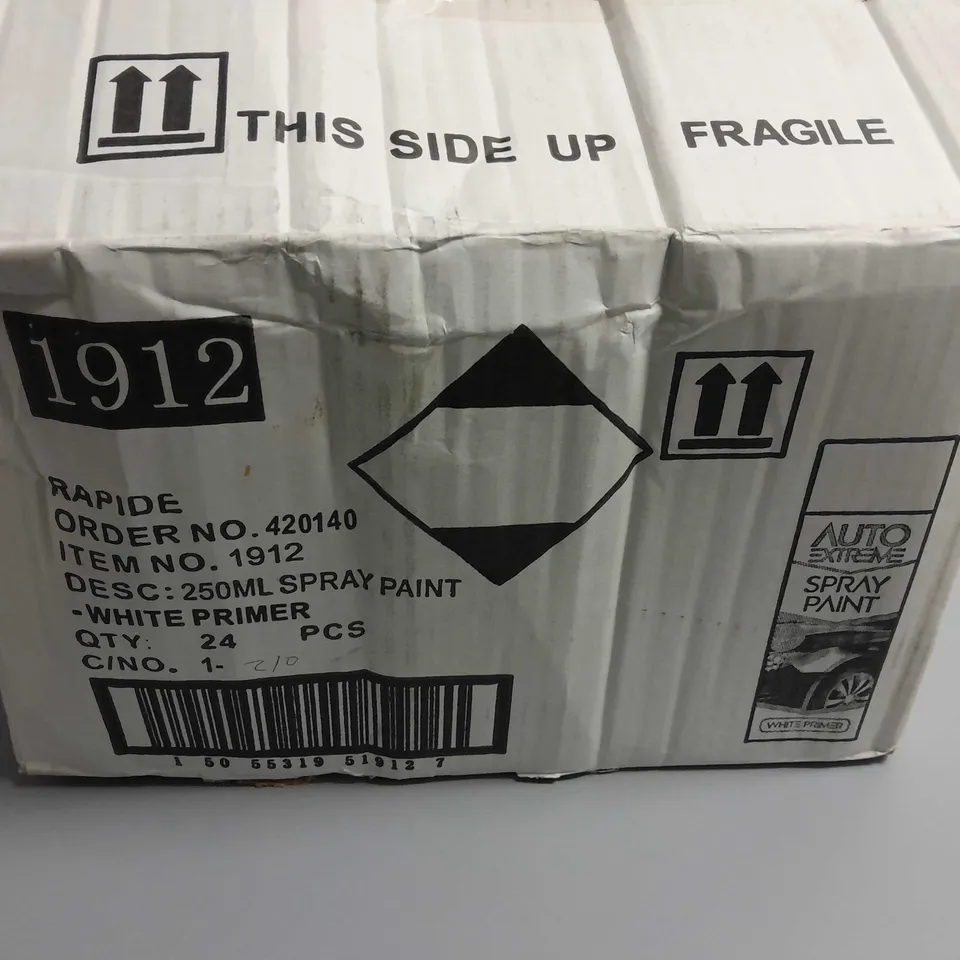 THIS SIDE UP FRAGILE
1912
RAPIDE
ORDER NO. 420140
ITEM NO. 1912
DESC: 250ML SPRAY PAINT
-WHITE PRIMER
QTY: 24 PCS
C/NO. 1- 210
1 50 55319 51912 7
AUTO
EXTREME
SPRAY
PAINT
WHITE PRIMER